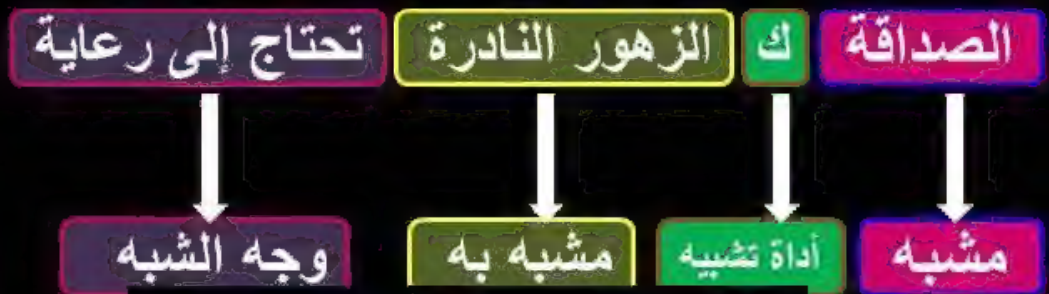 الصداقة ك الزهور النادرة تحتاج إلى رعاية
مشبه أداة تشبيه مشبه به وجه الشبه